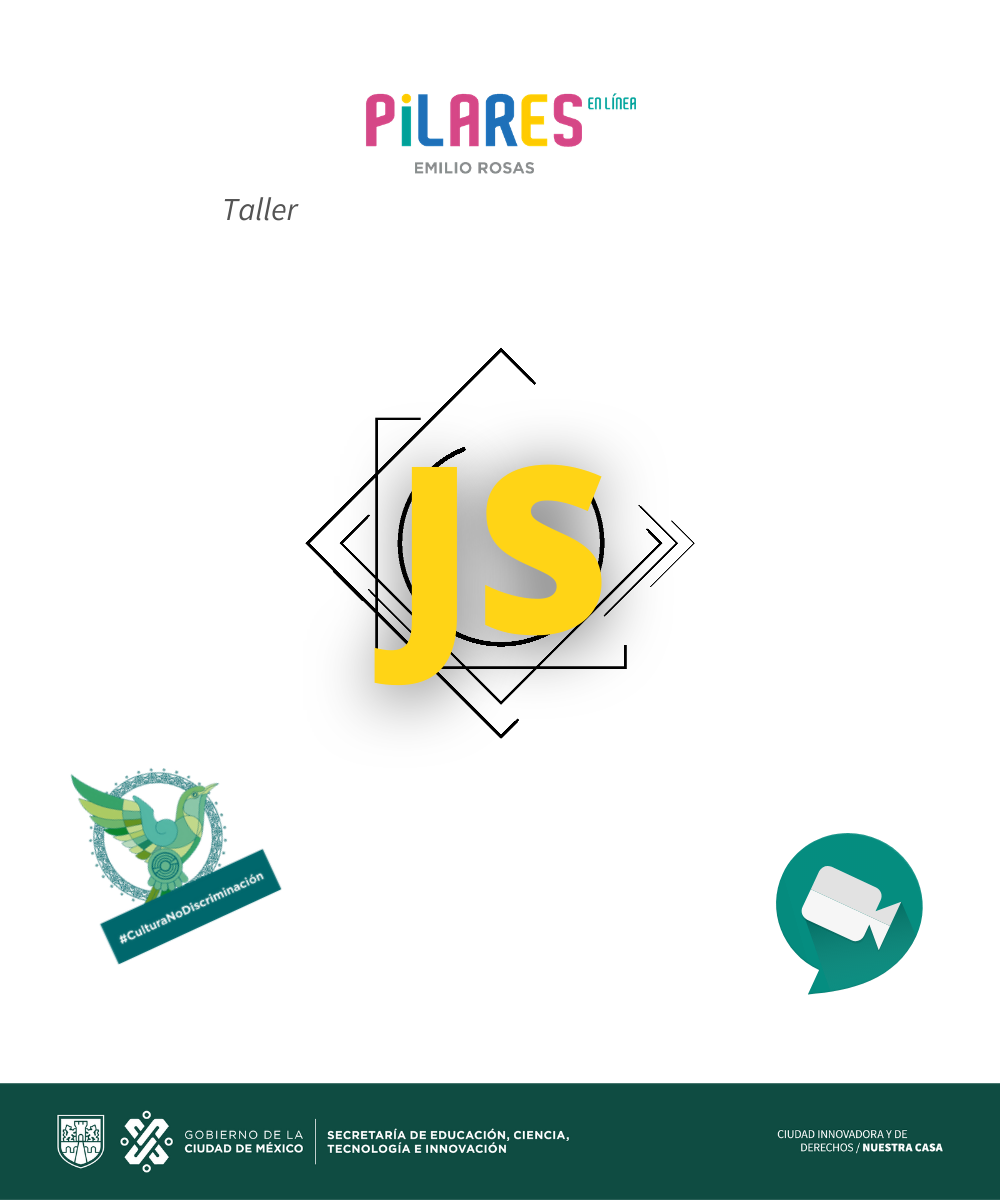 PiLARES EN LÍNEA
EMILIO ROSAS
Taller
JS
#CulturaNoDiscriminación
GOBIERNO DE LA
CIUDAD DE MÉXICO
SECRETARÍA DE EDUCACIÓN, CIENCIA,
TECNOLOGÍA E INNOVACIÓN
CIUDAD INNOVADORA Y DE
DERECHOS / NUESTRA CASA